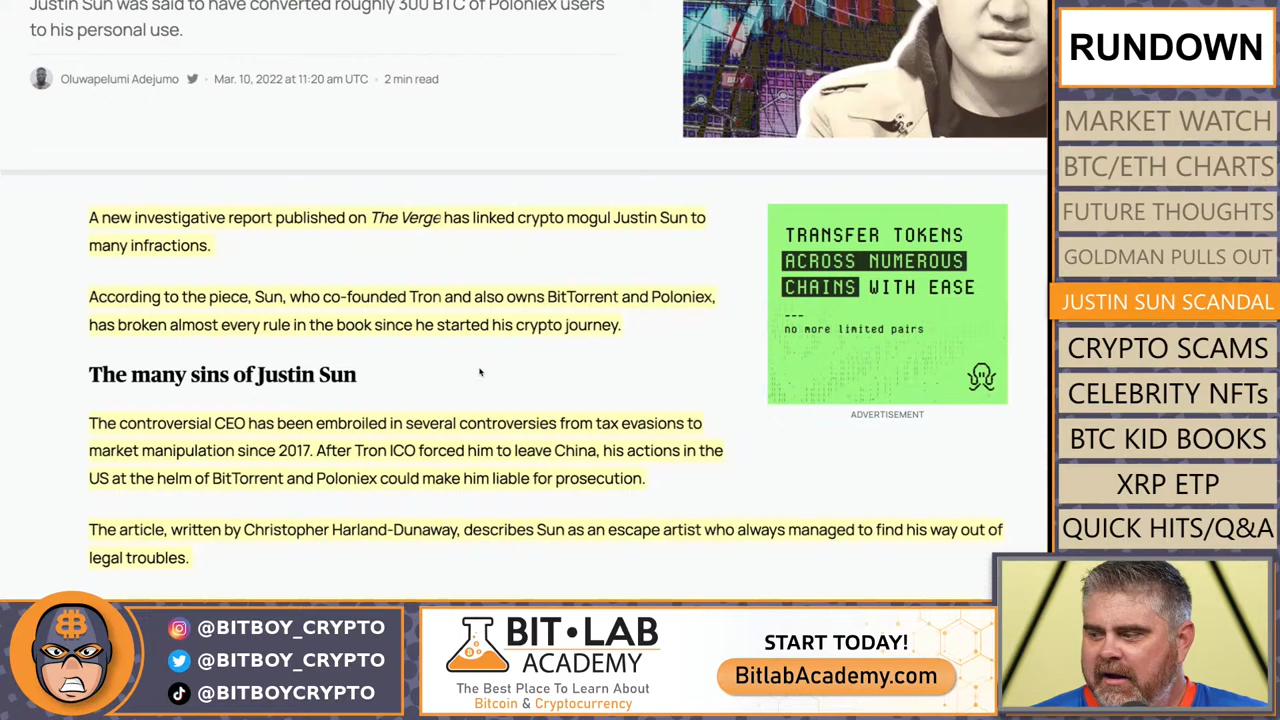 Justin Sun was said to have converted roughly 300 BTC of Poloniex users
to his personal use.
Oluwapelumi Adejumo · Mar. 10, 2022 at 11:20 am UTC · 2 min read
BUY
A new investigative report published on The Verge has linked crypto mogul Justin Sun to
many infractions.
According to the piece, Sun, who co-founded Tron and also owns BitTorrent and Poloniex,
has broken almost every rule in the book since he started his crypto journey.
The many sins of Justin Sun
The controversial CEO has been embroiled in several controversies from tax evasions to
market manipulation since 2017. After Tron ICO forced him to leave China, his actions in the
US at the helm of BitTorrent and Poloniex could make him liable for prosecution.
The article, written by Christopher Harland-Dunaway, describes Sun as an escape artist who always managed to find his way out of
legal troubles.
TRANSFER TOKENS
ACROSS NUMEROUS
CHAINS WITH EASE
---
no more limited pairs
ADVERTISEMENT
RUNDOWN
MARKET WATCH
BTC/ETH CHARTS
FUTURE THOUGHTS
GOLDMAN PULLS OUT
JUSTIN SUN SCANDAL
CRYPTO SCAMS
CELEBRITY NFTs
BTC KID BOOKS
XRP ETP
QUICK HITS/Q&A
@BITBOY_CRYPTO
@BITBOY_CRYPTO
@BITBOYCRYPTO
BIT•LAB
ACADEMY
The Best Place To Learn About
Bitcoin & Cryptocurrency
START TODAY!
BitlabAcademy.com